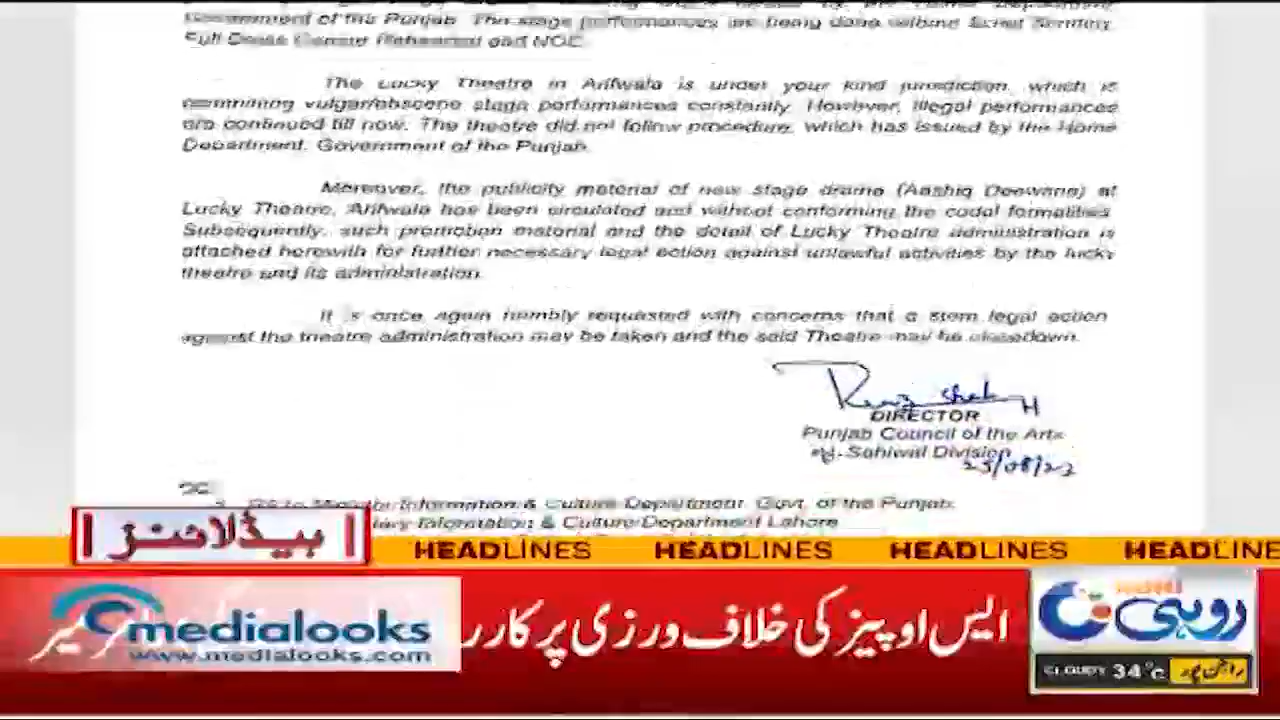 Government of the Punjab. The stage performances are being done without Script Scrutiny,
Full Dress Censor Rehearsal and NOC.
The Lucky Theatre in Arifwala is under your kind jurisdiction, which is
committing vulgar/obscene stage performances constantly. However, illegal performances
are continued till now. The theatre did not follow procedure, which has issued by the Home
Department, Government of the Punjab.
Moreover, the publicity material of new stage drama (Aashiq Deewana) at
Lucky Theatre, Arifwala has been circulated and without conforming the codal formalities.
Subsequently, such promotion material and the detail of Lucky Theatre administration is
attached herewith for further necessary legal action against unlawful activities by the lucky
theatre and its administration.
It is once again humbly requested with concerns that a stern legal action
against the theatre administration may be taken and the said Theatre may be closedown.
DIRECTOR
Punjab Council of the Arts
Sahiwal Division
Information & Culture Department, Govt. of the Punjab.
Information & Culture Department Lahore
ہیڈلائنز
HEADLINES HEADLINES HEADLINES HEADLINE
ایس او پیز کی خلاف ورزی پر کارر
medialooks
www.medialooks.com
روہی
CLOUDY 34°c راجن پور